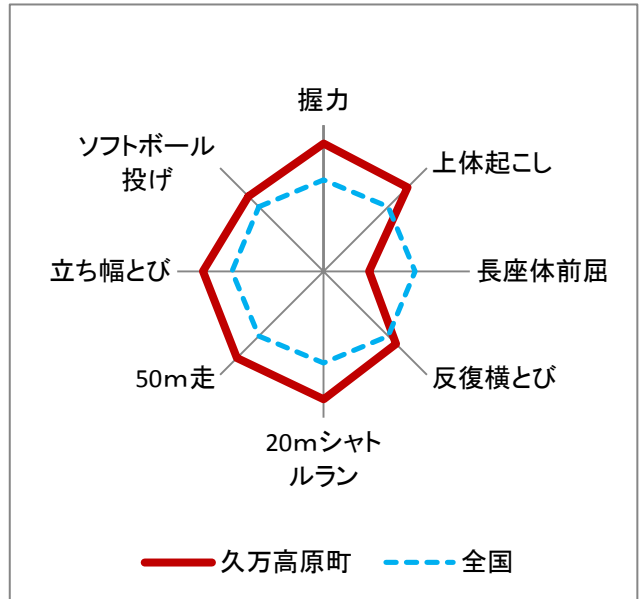 握力
上体起こし
長座体前屈
反復横とび
20mシャト
ルラン
50m走
立ち幅とび
ソフトボール
投げ
久万高原町
全国